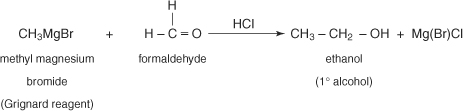 H
HCl
CH₃MgBr + H – C = O CH₃ – CH₂ – OH + Mg(Br)Cl
methyl magnesium formaldehyde ethanol
bromide (1° alcohol)
(Grignard reagent)